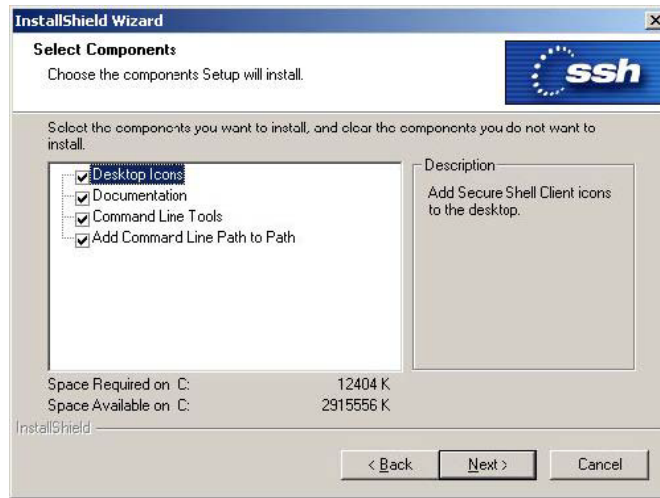 InstallShield Wizard
Select Components
Choose the components Setup will install.
ssh
Select the components you want to install, and clear the components you do not want to
install.
Desktop Icons
Documentation
Command Line Tools
Add Command Line Path to Path
Description
Add Secure Shell Client icons
to the desktop.
Space Required on C: 12404 K
Space Available on C: 2915556 K
InstallShield
< Back Next > Cancel